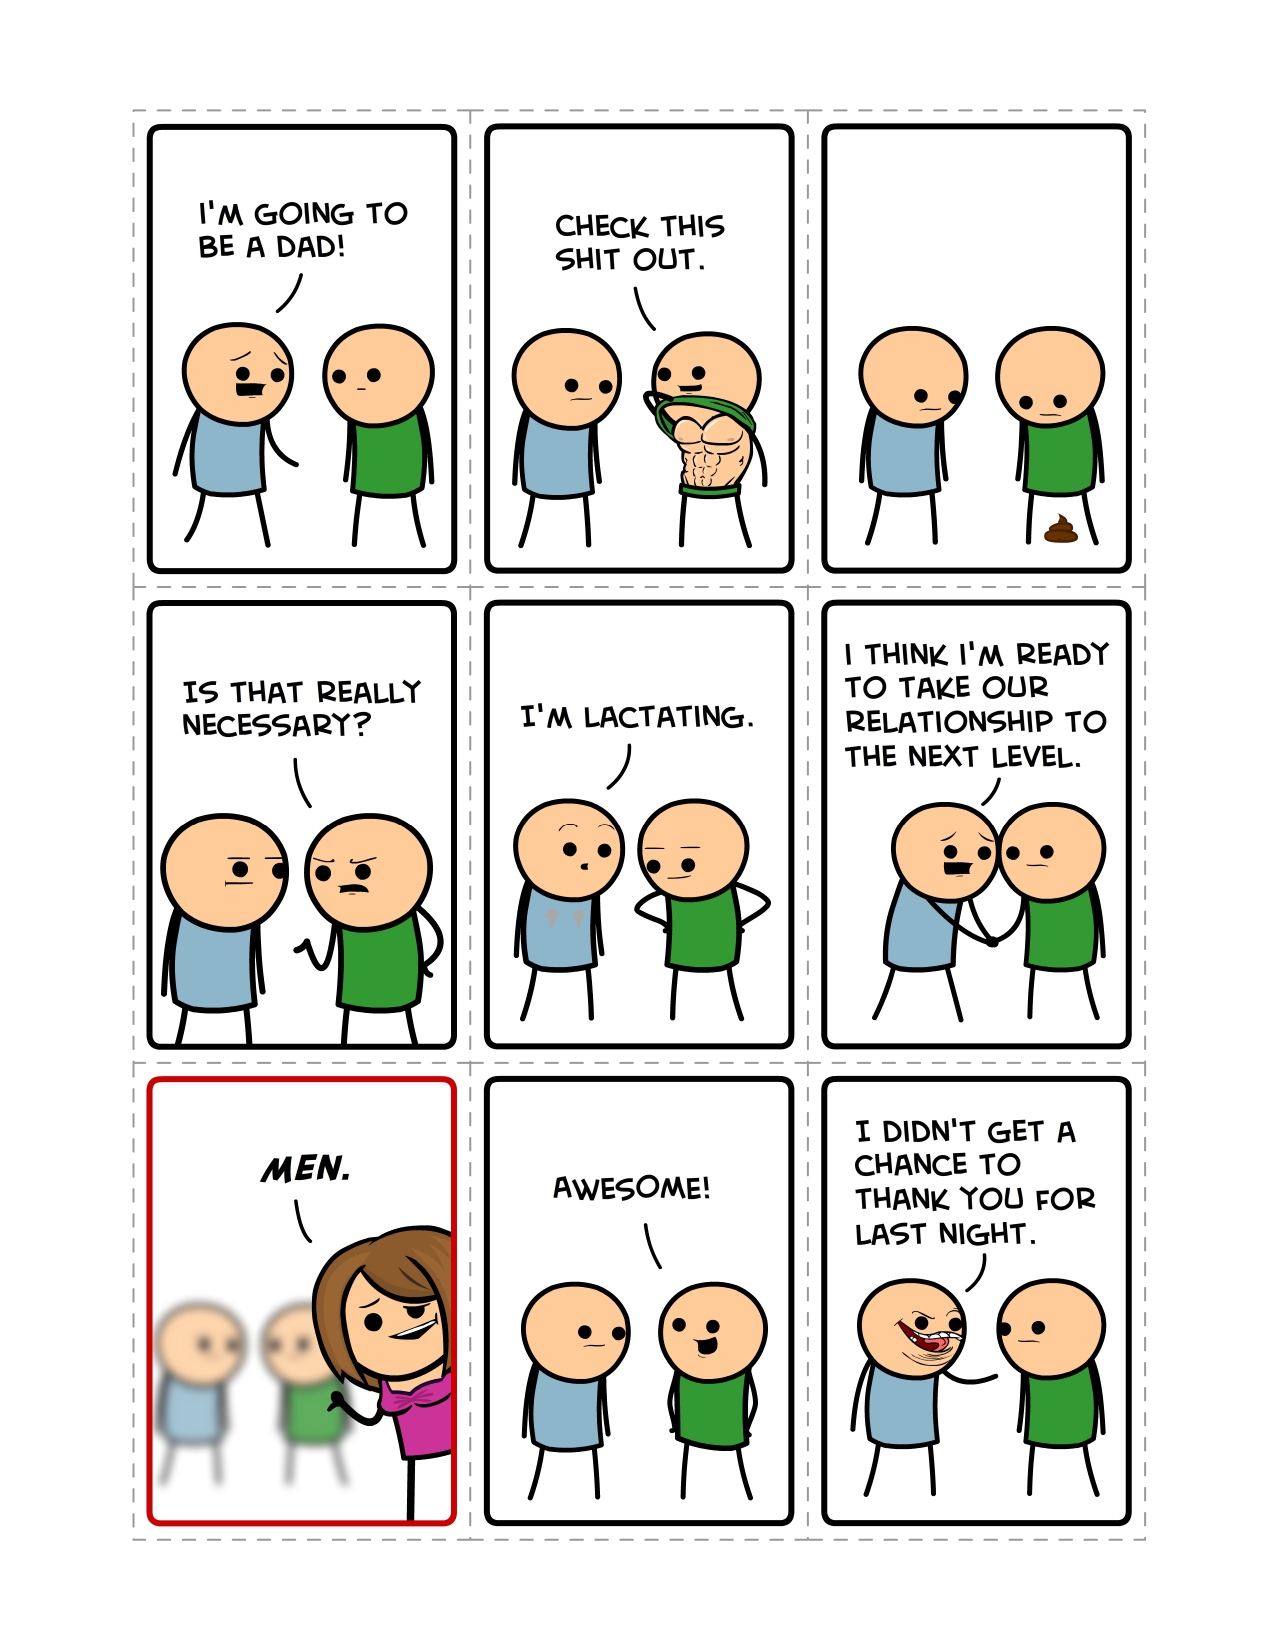 I'M GOING TO
BE A DAD!
CHECK THIS
SHIT OUT.
IS THAT REALLY
NECESSARY?
I'M LACTATING.
I THINK I'M READY
TO TAKE OUR
RELATIONSHIP TO
THE NEXT LEVEL.
MEN.
AWESOME!
I DIDN'T GET A
CHANCE TO
THANK YOU FOR
LAST NIGHT.